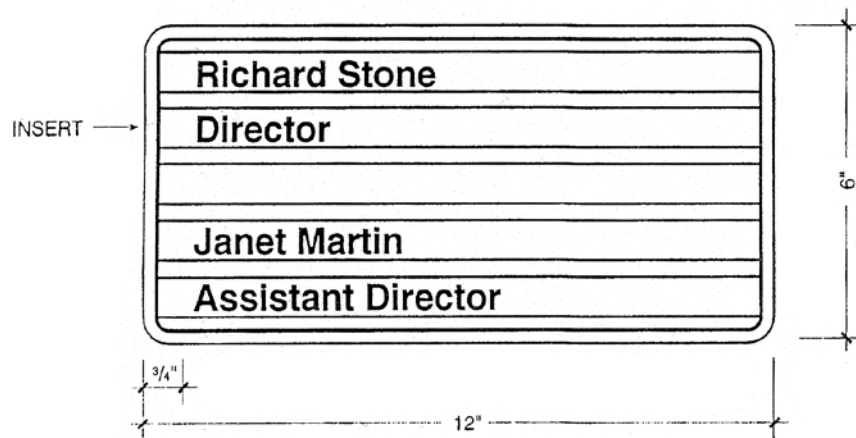 Richard Stone
INSERT
Director
6"
Janet Martin
Assistant Director
3/4"
12"